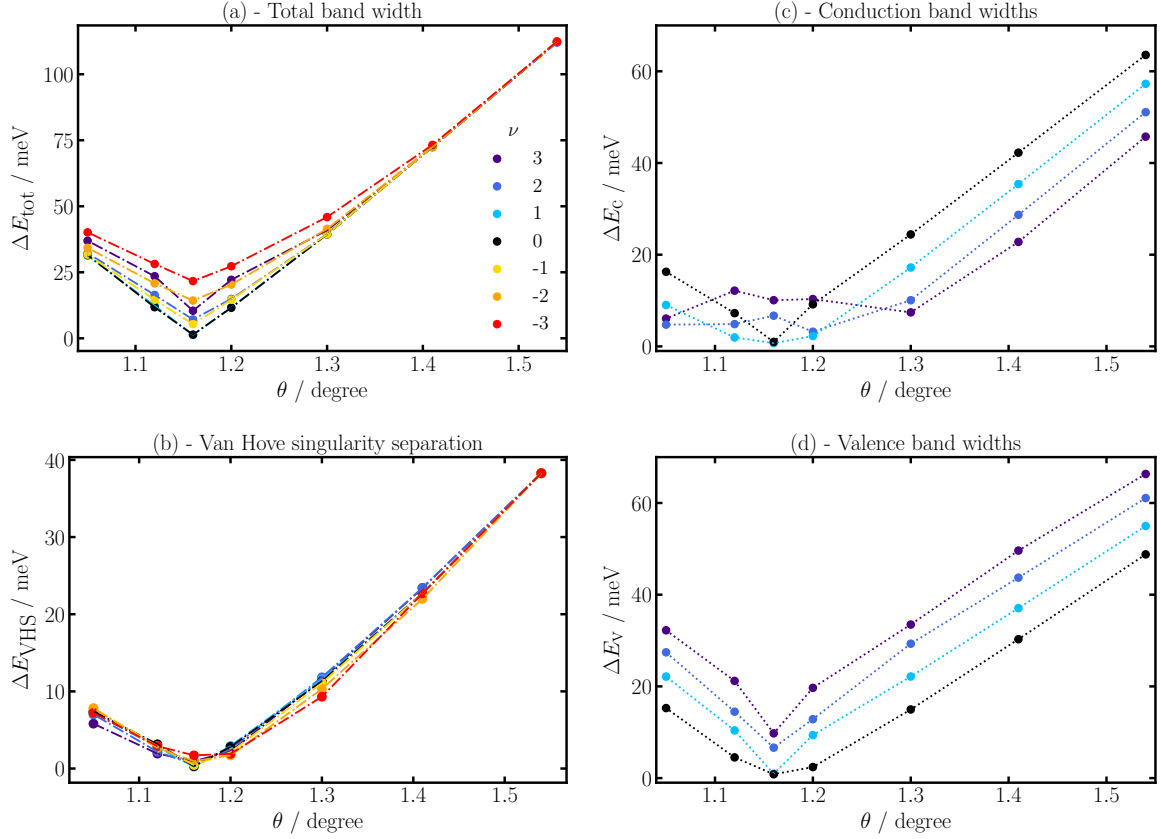 (a) - Total band width
ΔE_tot / meV
100
75
50
25
0
ν
3
2
1
0
-1
-2
-3
1.1 1.2 1.3 1.4 1.5
θ / degree
(c) - Conduction band widths
ΔE_c / meV
60
40
20
0
1.1 1.2 1.3 1.4 1.5
θ / degree
(b) - Van Hove singularity separation
ΔE_VHS / meV
40
30
20
10
0
1.1 1.2 1.3 1.4 1.5
θ / degree
(d) - Valence band widths
ΔE_v / meV
60
40
20
0
1.1 1.2 1.3 1.4 1.5
θ / degree